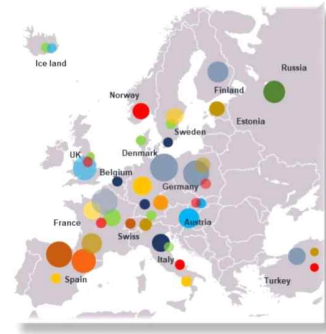 Ice land
Russia
Norway
Finland
Estonia
Sweden
UK
Denmark
Belgium
Germany
France
Swiss
Austria
Italy
Spain
Turkey